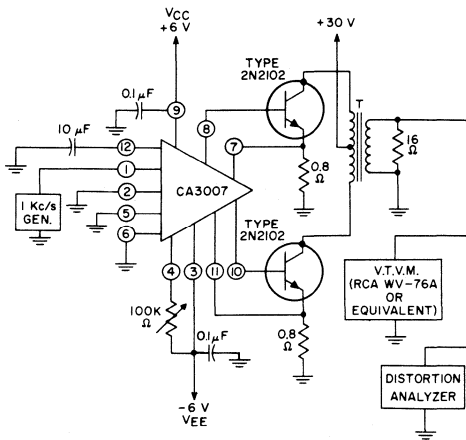 VCC
+6 V
+30 V
TYPE
2N2102
0.1 µF
9
8
T
10 µF
12
7
1
16
Ω
1 Kc/s
GEN.
2
CA3007
0.8
Ω
5
TYPE
2N2102
6
4
3
11
10
V.T.V.M.
(RCA WV-76A
OR
EQUIVALENT)
100K
Ω
0.1µF
0.8
Ω
-6 V
VEE
DISTORTION
ANALYZER